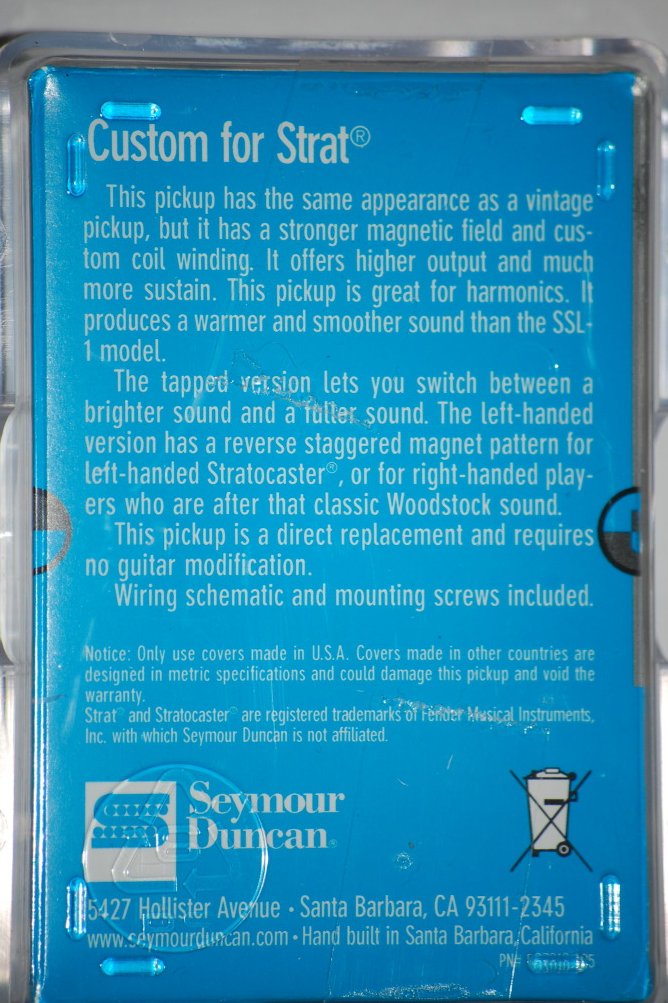 Custom for Strat®
This pickup has the same appearance as a vintage
pickup, but it has a stronger magnetic field and cus-
tom coil winding. It offers higher output and much
more sustain. This pickup is great for harmonics. It
produces a warmer and smoother sound than the SSL-
1 model.
The tapped version lets you switch between a
brighter sound and a fuller sound. The left-handed
version has a reverse staggered magnet pattern for
left-handed Stratocaster®, or for right-handed play-
ers who are after that classic Woodstock sound.
This pickup is a direct replacement and requires
no guitar modification.
Wiring schematic and mounting screws included.
Notice: Only use covers made in U.S.A. Covers made in other countries are
designed in metric specifications and could damage this pickup and void the
warranty.
Strat® and Stratocaster® are registered trademarks of Fender Musical Instruments,
Inc. with which Seymour Duncan is not affiliated.
Seymour
Duncan®
5427 Hollister Avenue • Santa Barbara, CA 93111-2345
www.seymourduncan.com • Hand built in Santa Barbara, California
PN#